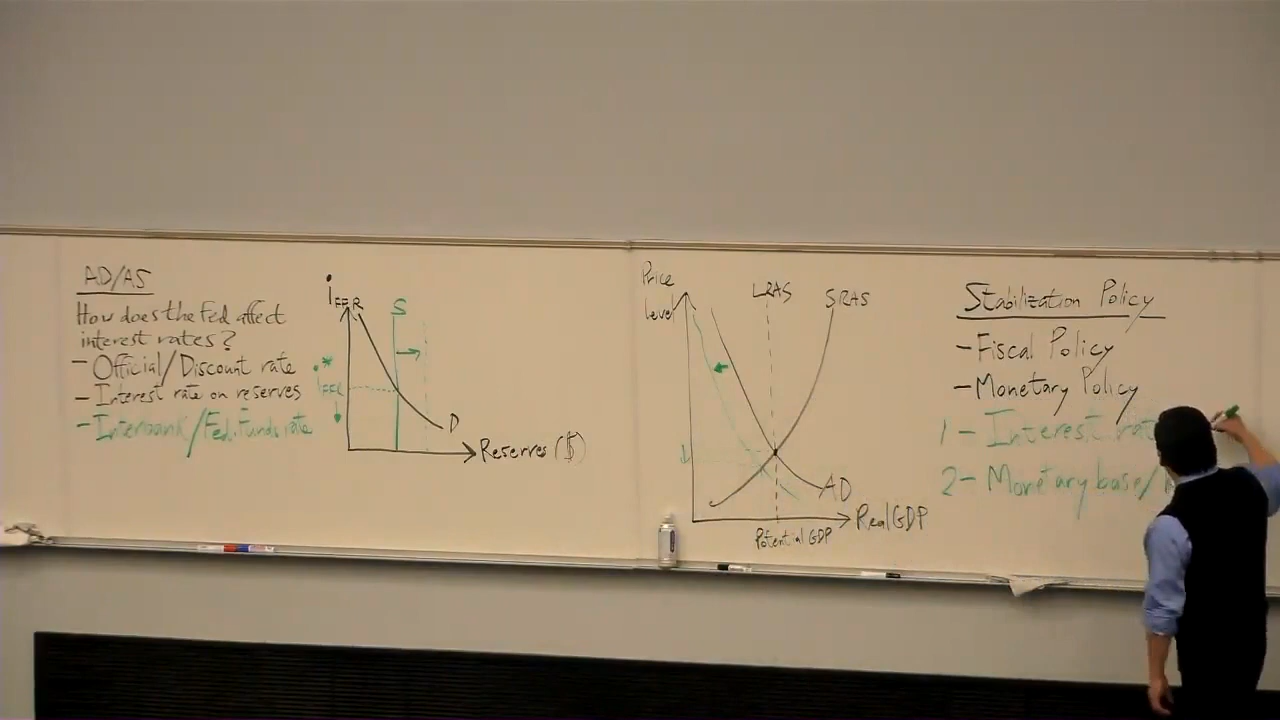 AD/AS
How does the Fed affect
interest rates?
- Official/Discount rate
- Interest rate on reserves
- Interbank/Fed. Funds rate
i FFR
S
i* FFR
D
Reserves ($)
Price
level
LRAS
SRAS
AD
Real GDP
Potential GDP
Stabilization Policy
- Fiscal Policy
- Monetary Policy
1 - Interest
2 - Monetary base/